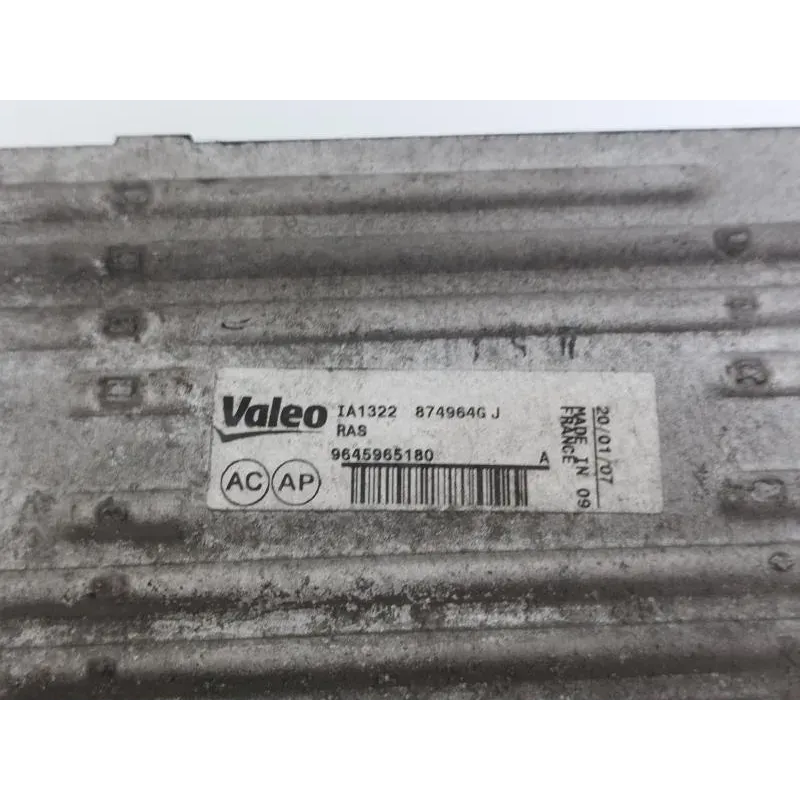 Valeo IA1322 874964G J
RAS
9645965180 A
AC AP
20/01/07
MADE IN 09
FRANCE